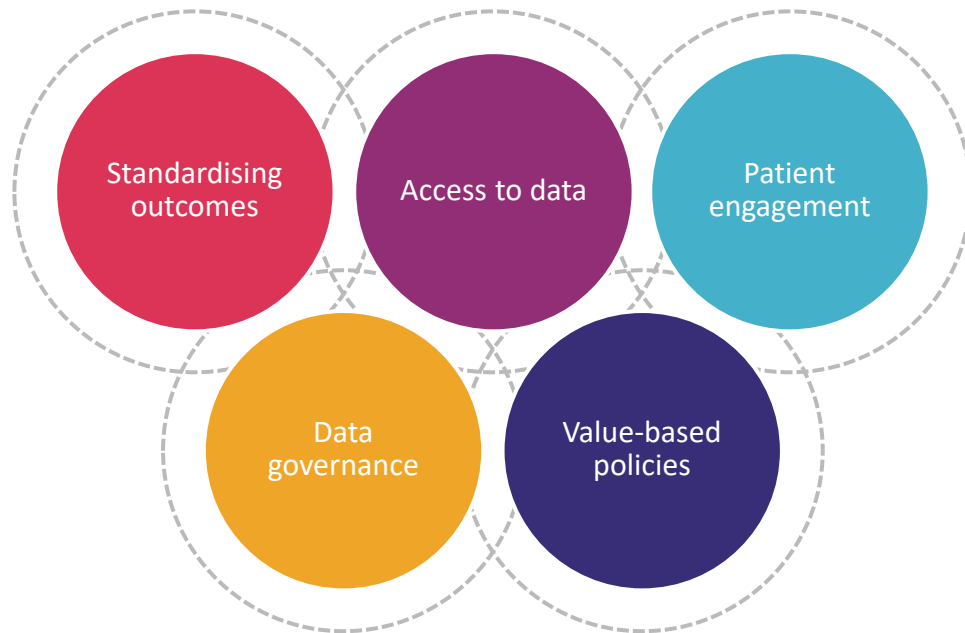 Standardising
outcomes
Access to data
Patient
engagement
Data
governance
Value-based
policies